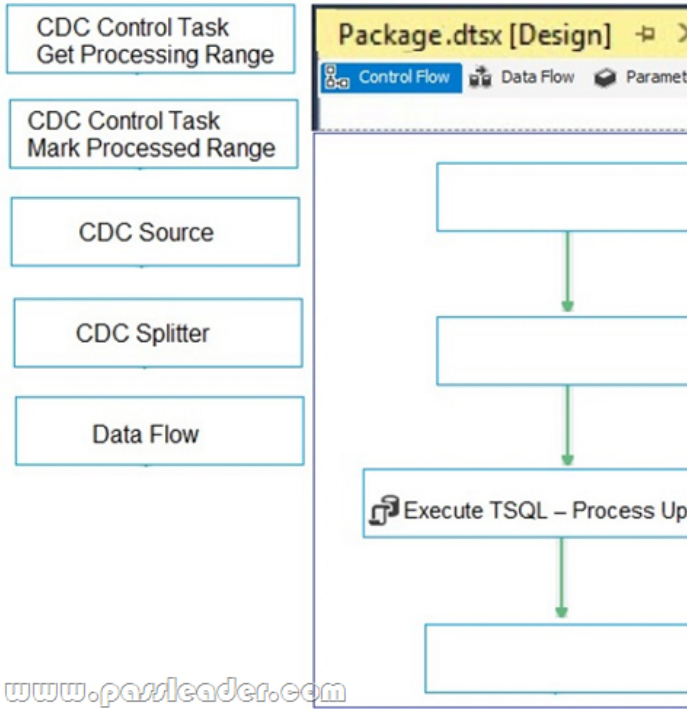 CDC Control Task
Get Processing Range
CDC Control Task
Mark Processed Range
CDC Source
CDC Splitter
Data Flow
Package.dtsx [Design]
Control Flow Data Flow Paramet
Execute TSQL – Process Up
www.passleader.com